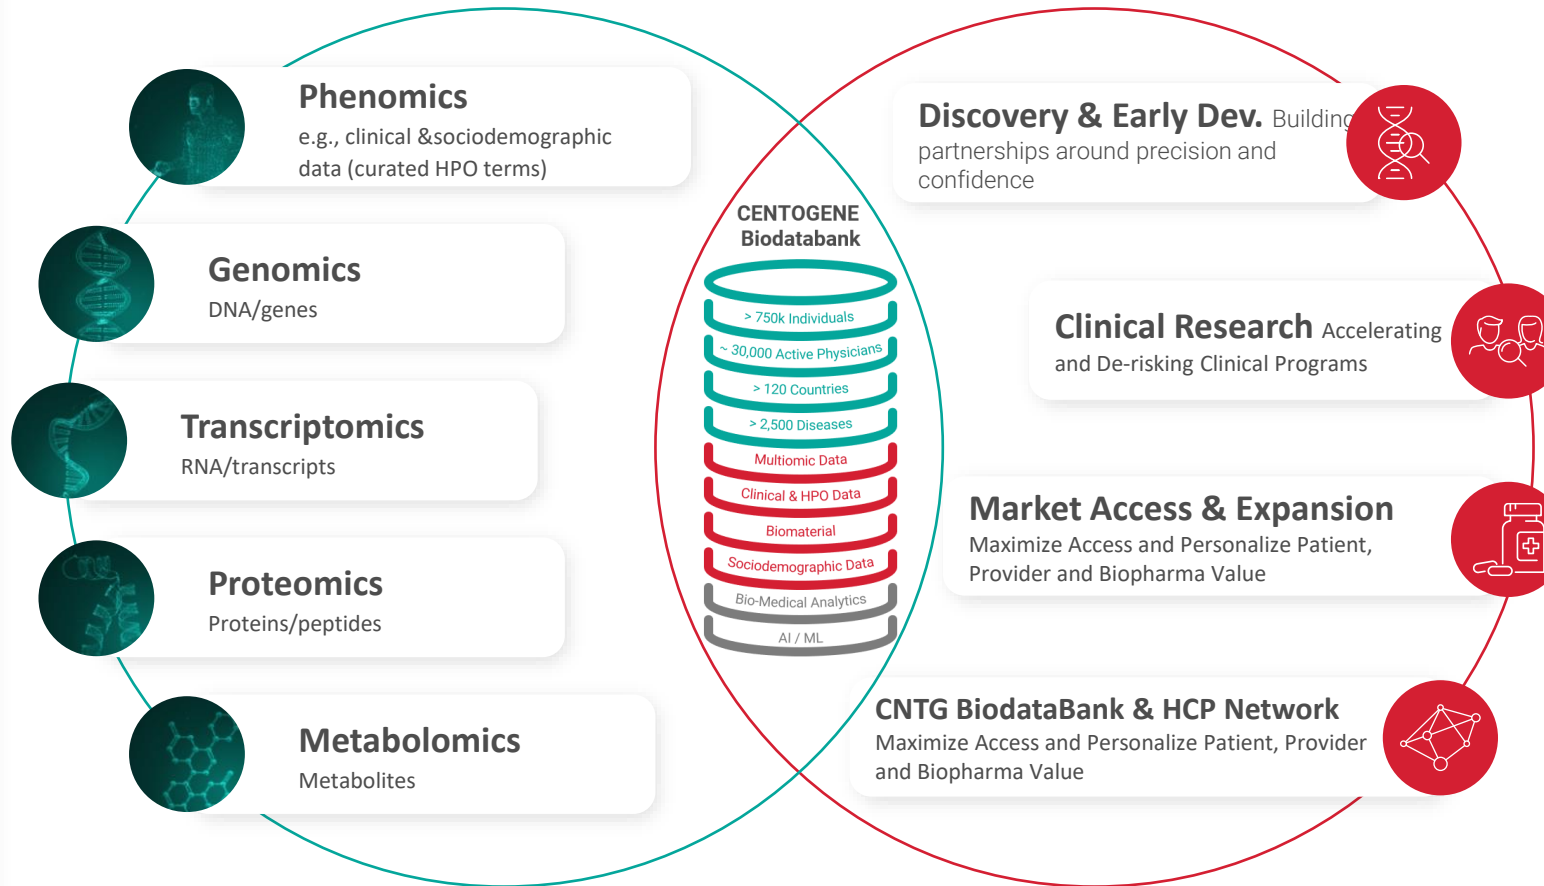 Phenomics
e.g., clinical &sociodemographic
data (curated HPO terms)
Genomics
DNA/genes
Transcriptomics
RNA/transcripts
Proteomics
Proteins/peptides
Metabolomics
Metabolites
CENTOGENE
Biodatabank
> 750k Individuals
~ 30,000 Active Physicians
> 120 Countries
> 2,500 Diseases
Multiomic Data
Clinical & HPO Data
Biomaterial
Sociodemographic Data
Bio-Medical Analytics
AI / ML
Discovery & Early Dev. Building
partnerships around precision and
confidence
Clinical Research Accelerating
and De-risking Clinical Programs
Market Access & Expansion
Maximize Access and Personalize Patient,
Provider and Biopharma Value
CNTG BiodataBank & HCP Network
Maximize Access and Personalize Patient, Provider
and Biopharma Value